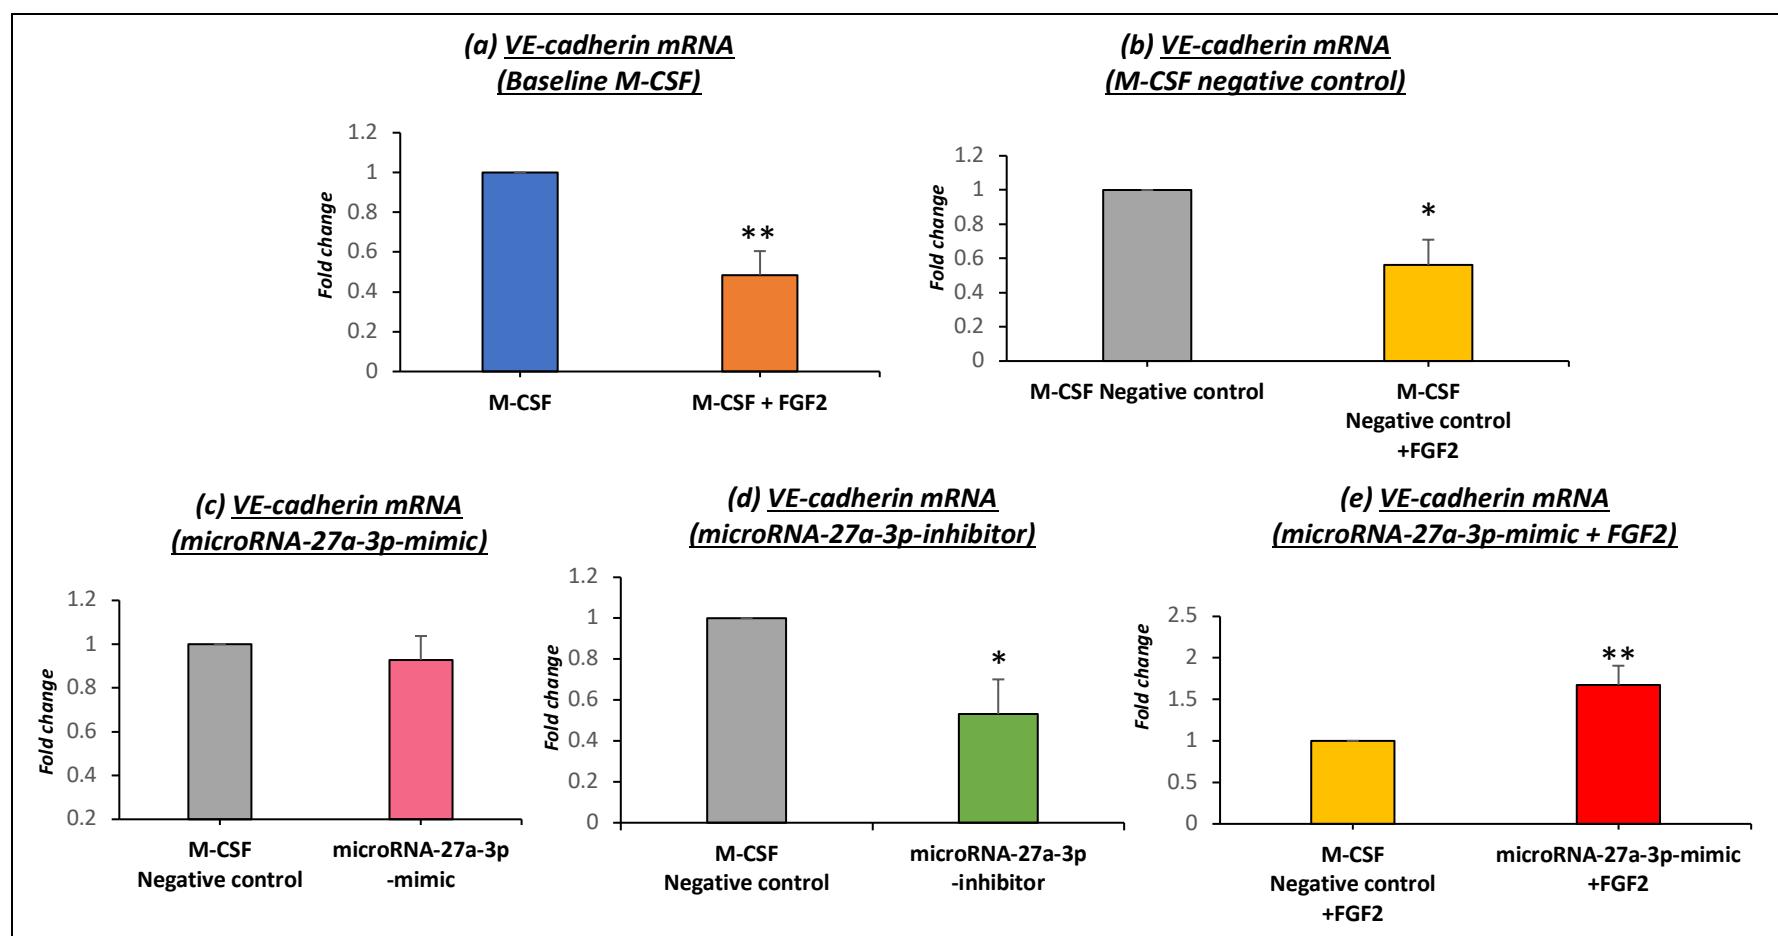 (a) VE-cadherin mRNA
(Baseline M-CSF)
1.2
1
0.8
0.6
0.4
0.2
0
Fold change
**
M-CSF
M-CSF + FGF2
(b) VE-cadherin mRNA
(M-CSF negative control)
1.2
1
0.8
0.6
0.4
0.2
0
Fold change
*
M-CSF Negative control
M-CSF
Negative control
+FGF2
(c) VE-cadherin mRNA
(microRNA-27a-3p-mimic)
1.2
1
0.8
0.6
0.4
0.2
Fold change
M-CSF
Negative control
microRNA-27a-3p
-mimic
(d) VE-cadherin mRNA
(microRNA-27a-3p-inhibitor)
1.2
1
0.8
0.6
0.4
0.2
0
Fold change
*
M-CSF
Negative control
microRNA-27a-3p
-inhibitor
(e) VE-cadherin mRNA
(microRNA-27a-3p-mimic + FGF2)
2.5
2
1.5
1
0.5
0
Fold change
**
M-CSF
Negative control
+FGF2
microRNA-27a-3p-mimic
+FGF2